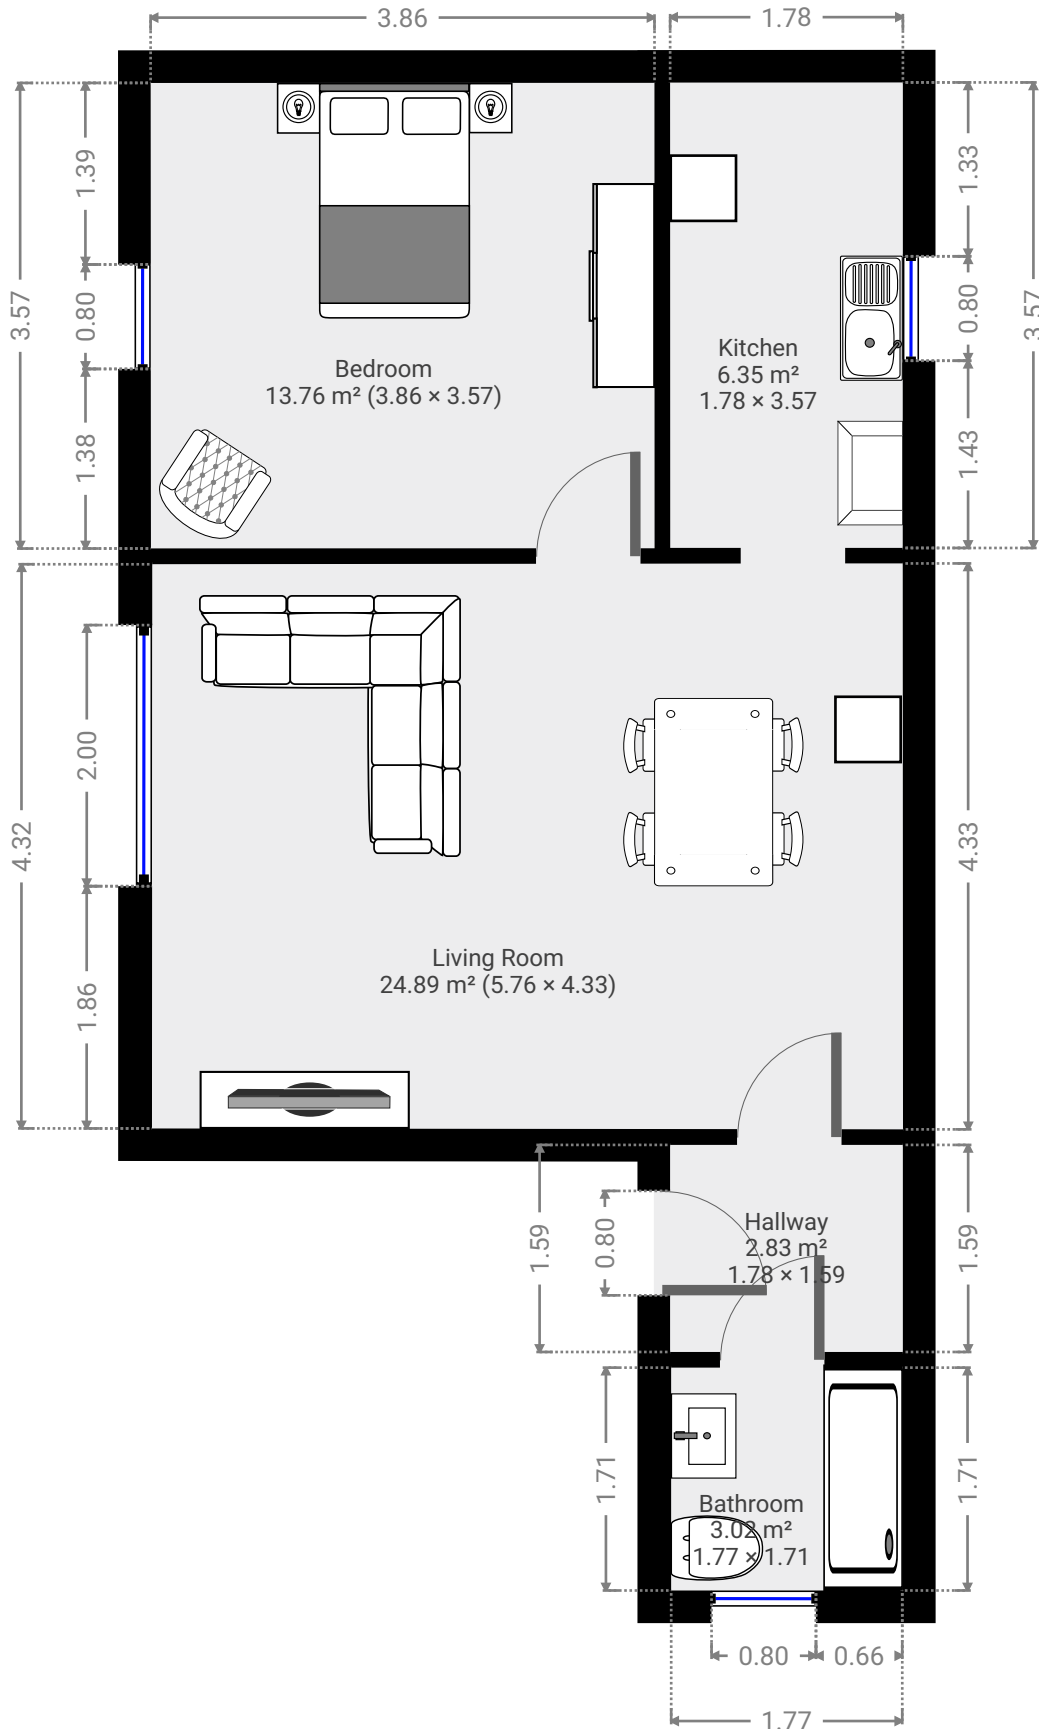 3.86
1.78
1.39
1.33
3.57
0.80
0.80
3.57
Bedroom
13.76 m² (3.86 × 3.57)
Kitchen
6.35 m²
1.78 × 3.57
1.38
1.43
2.00
4.32
4.33
Living Room
24.89 m² (5.76 × 4.33)
1.86
1.59
0.80
Hallway
2.83 m²
1.78 × 1.59
1.59
1.71
Bathroom
3.02 m²
1.77 × 1.71
1.71
0.80
0.66
1.77